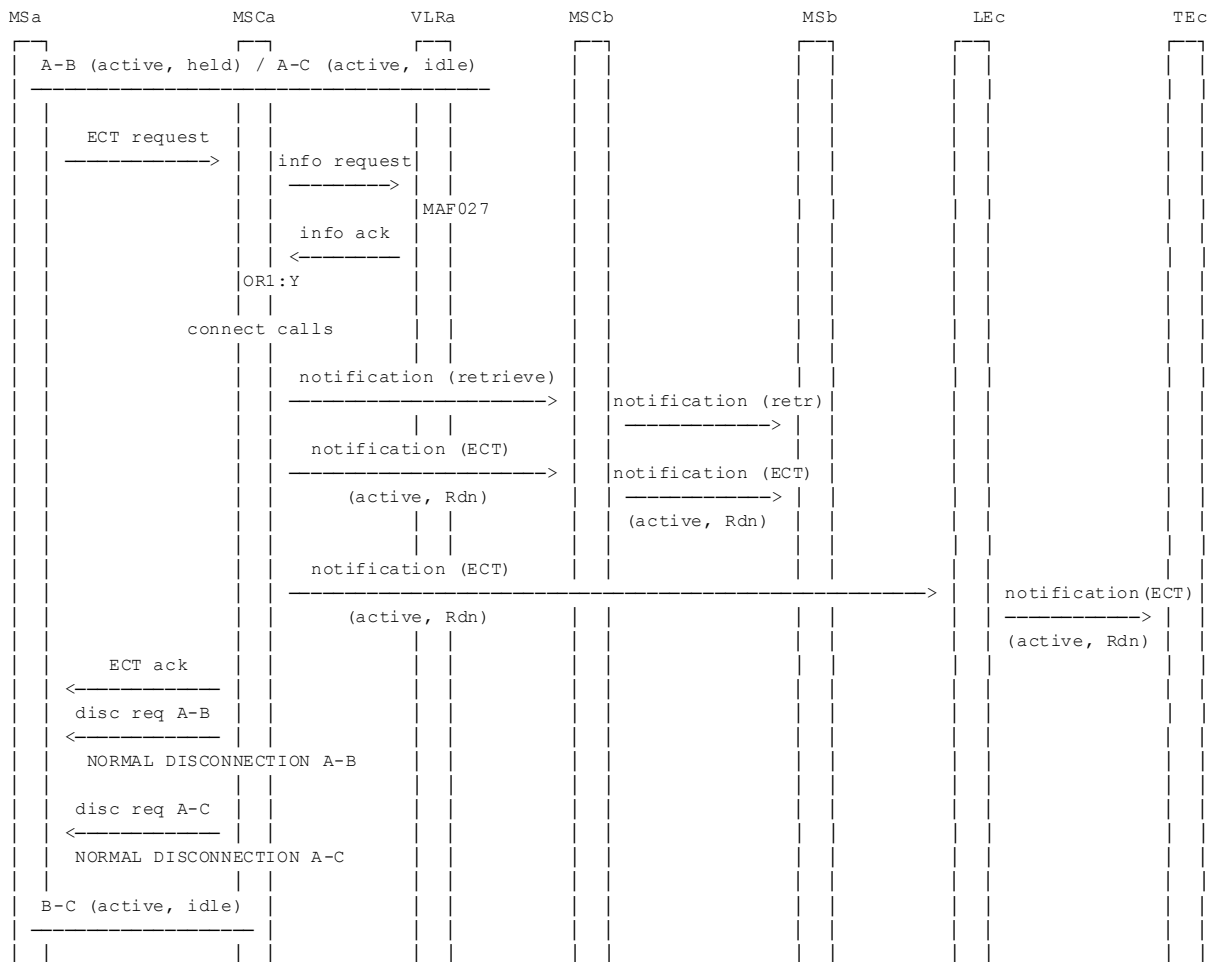 MSa MSCa VLRa MSCb MSb LEc TEc
A-B (active, held) / A-C (active, idle)
ECT request
info request
MAF027
info ack
OR1:Y
connect calls
notification (retrieve)
notification (retr)
notification (ECT)
notification (ECT)
(active, Rdn)
(active, Rdn)
notification (ECT)
notification(ECT)
(active, Rdn)
(active, Rdn)
ECT ack
disc req A-B
NORMAL DISCONNECTION A-B
disc req A-C
NORMAL DISCONNECTION A-C
B-C (active, idle)